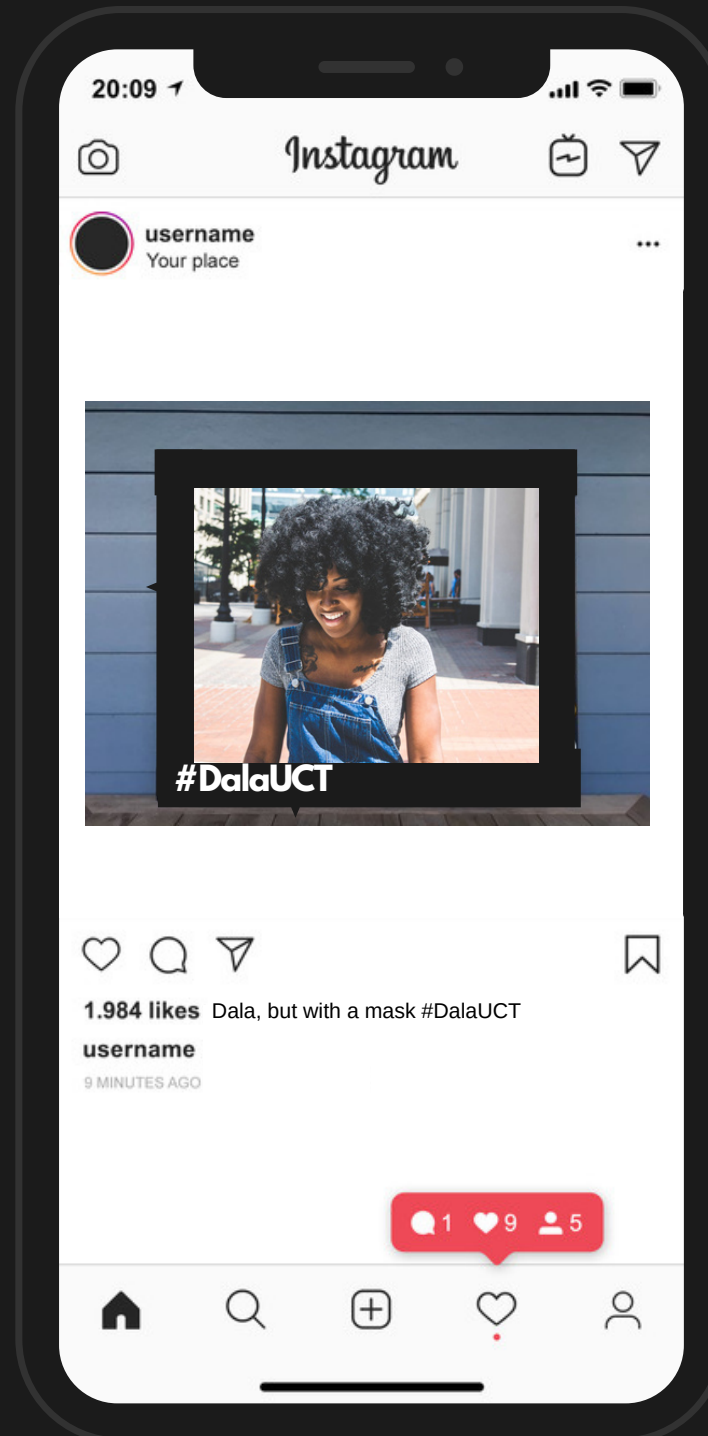 20:09
Instagram
username
Your place
#DalaUCT
1.984 likes Dala, but with a mask #DalaUCT
username
9 MINUTES AGO
1 9 5